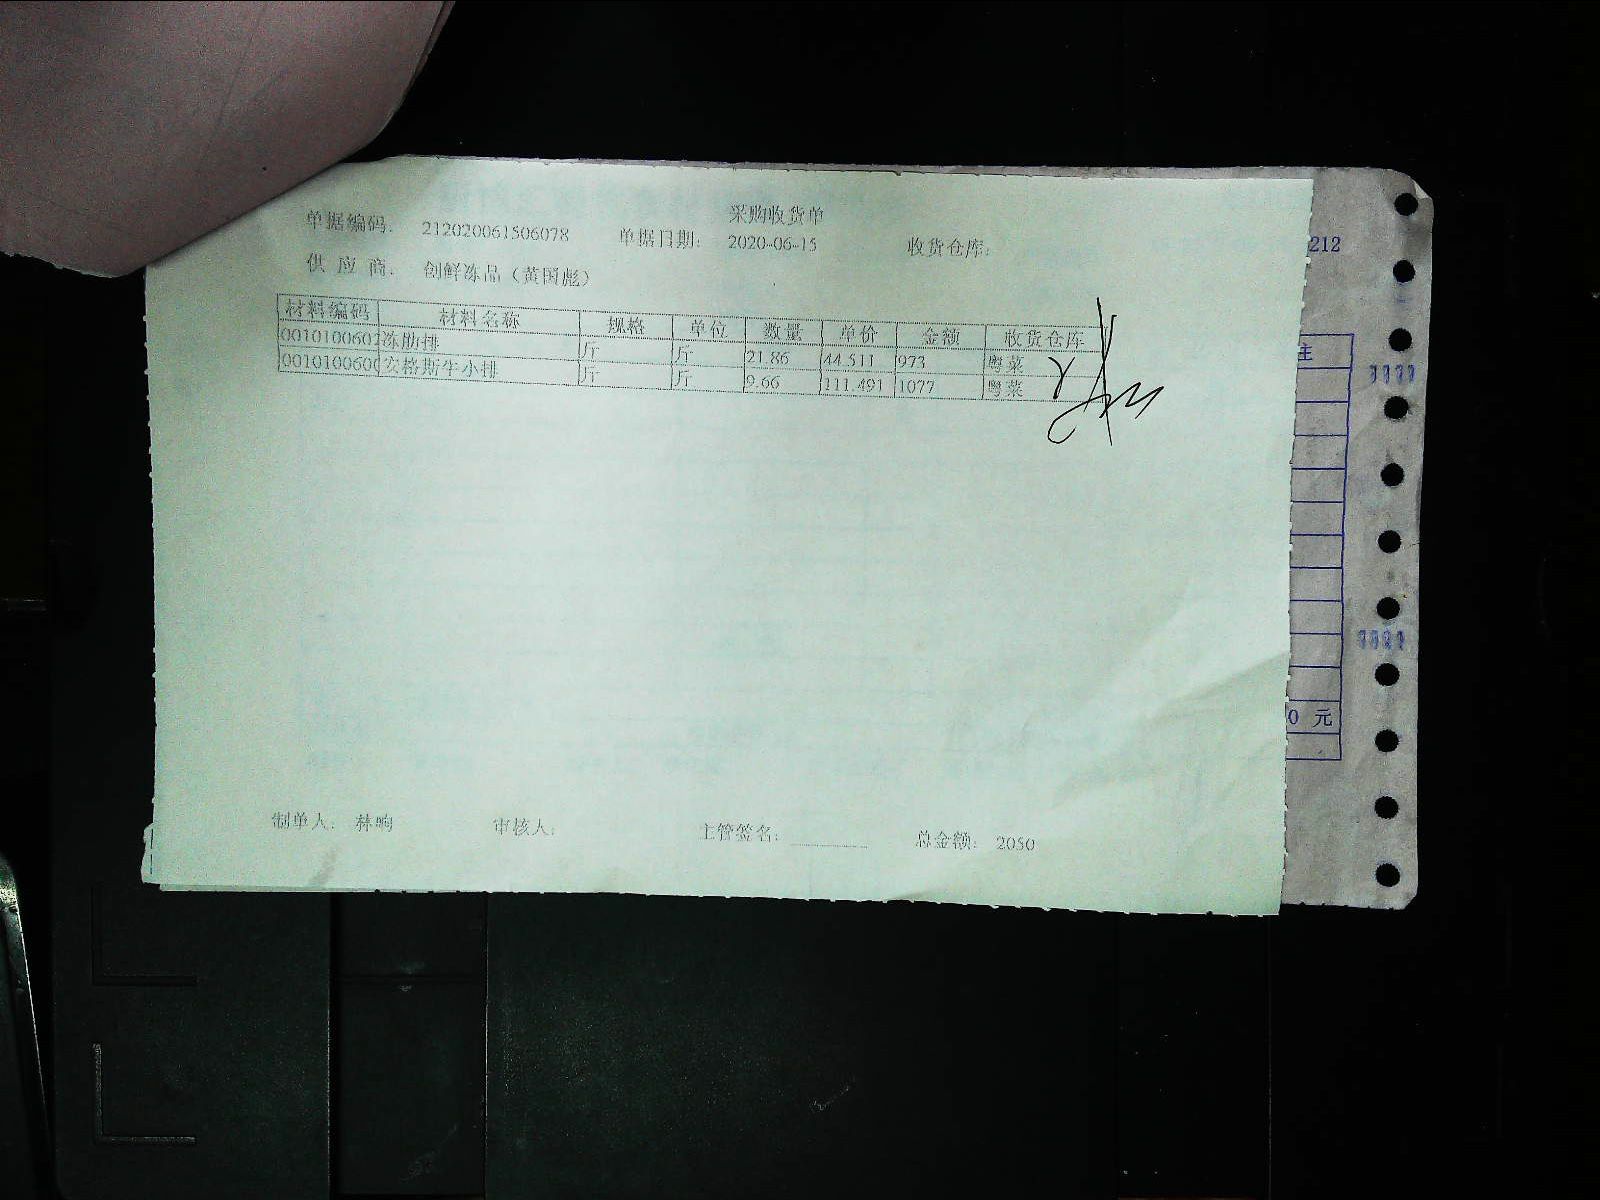 采购收货单
单据编码: 212020061506078 单据日期: 2020-06-15 收货仓库:
212
供 应 商: 创鲜冻品（黄国彪）
材料编码 材料名称 规格 单位 数量 单价 金额 收货仓库
冻肋排 斤 斤 21.86 44.511 973 粤菜
安格斯牛小排 斤 斤 9.66 111.491 1077 粤菜
主
0 元
制单人: 林昫 审核人: 主管签名: 总金额: 2050